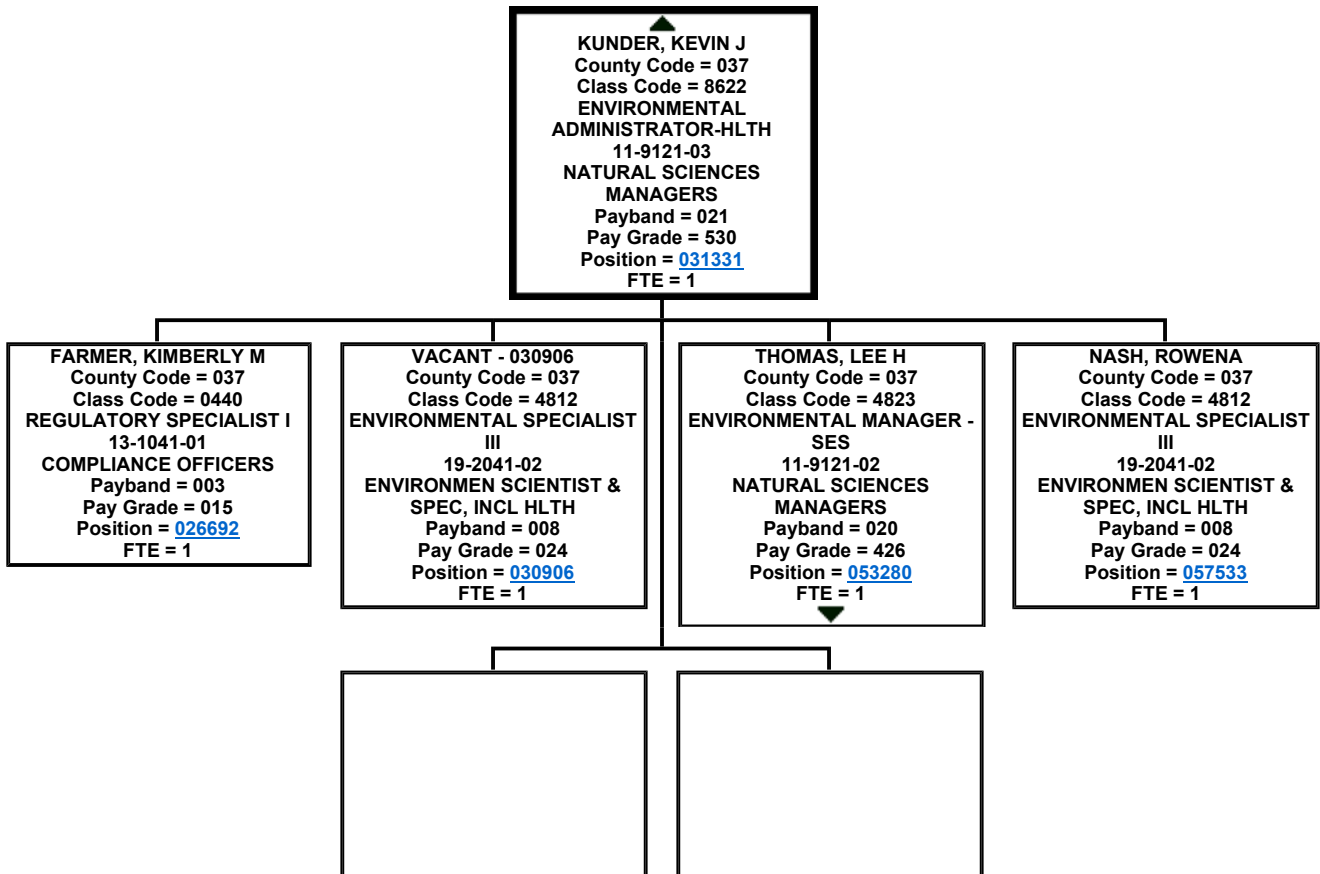 KUNDER, KEVIN J
County Code = 037
Class Code = 8622
ENVIRONMENTAL
ADMINISTRATOR-HLTH
11-9121-03
NATURAL SCIENCES
MANAGERS
Payband = 021
Pay Grade = 530
Position = 031331
FTE = 1
FARMER, KIMBERLY M
County Code = 037
Class Code = 0440
REGULATORY SPECIALIST I
13-1041-01
COMPLIANCE OFFICERS
Payband = 003
Pay Grade = 015
Position = 026692
FTE = 1
VACANT - 030906
County Code = 037
Class Code = 4812
ENVIRONMENTAL SPECIALIST
III
19-2041-02
ENVIRONMEN SCIENTIST &
SPEC, INCL HLTH
Payband = 008
Pay Grade = 024
Position = 030906
FTE = 1
THOMAS, LEE H
County Code = 037
Class Code = 4823
ENVIRONMENTAL MANAGER -
SES
11-9121-02
NATURAL SCIENCES
MANAGERS
Payband = 020
Pay Grade = 426
Position = 053280
FTE = 1
NASH, ROWENA
County Code = 037
Class Code = 4812
ENVIRONMENTAL SPECIALIST
III
19-2041-02
ENVIRONMEN SCIENTIST &
SPEC, INCL HLTH
Payband = 008
Pay Grade = 024
Position = 057533
FTE = 1